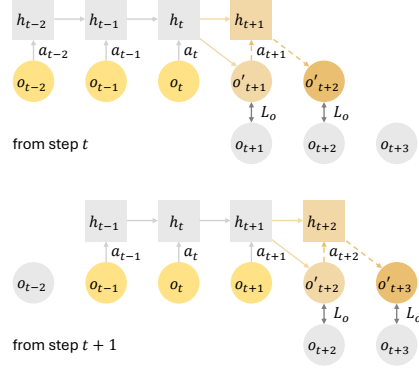 h_{t-2} h_{t-1} h_t h_{t+1}
a_{t-2} a_{t-1} a_t a_{t+1}
o_{t-2} o_{t-1} o_t o'_{t+1} o'_{t+2}
L_o L_o
from step t o_{t+1} o_{t+2} o_{t+3}
h_{t-1} h_t h_{t+1} h_{t+2}
a_{t-1} a_t a_{t+1} a_{t+2}
o_{t-2} o_{t-1} o_t o_{t+1} o'_{t+2} o'_{t+3}
L_o L_o
from step t + 1 o_{t+2} o_{t+3}